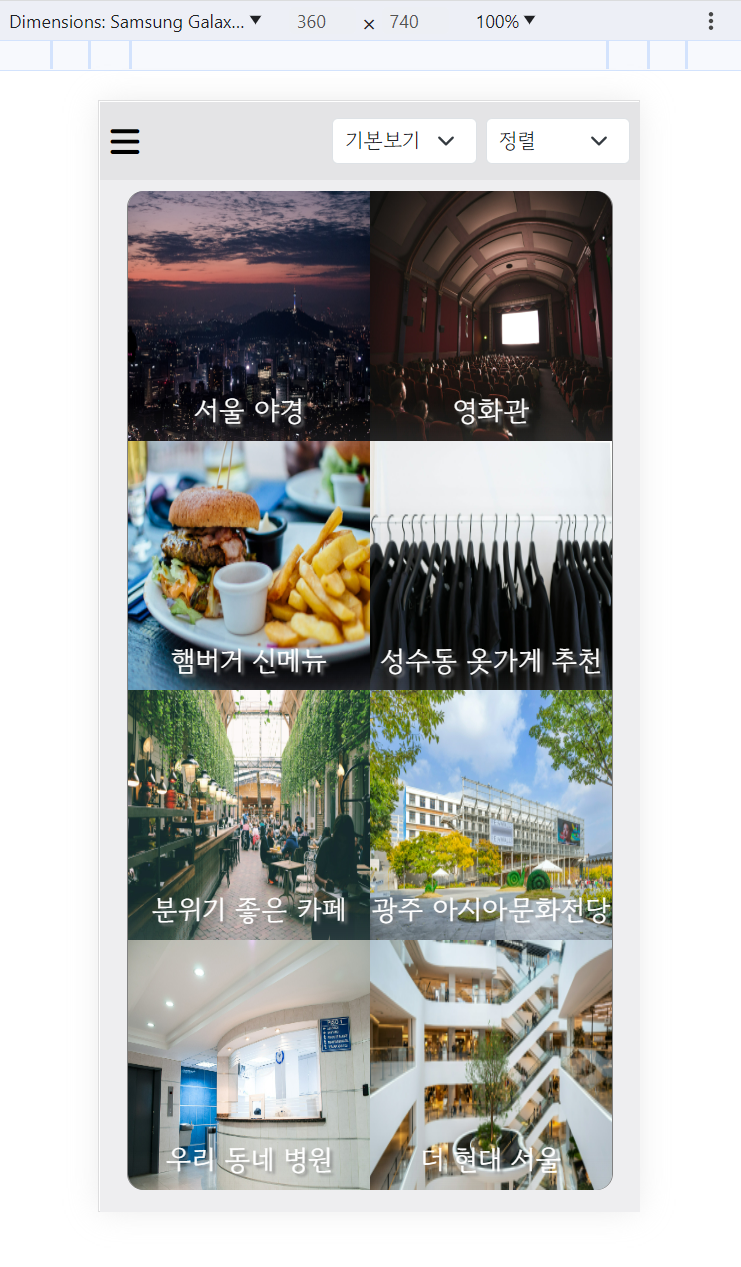 Dimensions: Samsung Galax... 360 × 740 100%
기본보기 정렬
서울 야경 영화관
햄버거 신메뉴 성수동 옷가게 추천
분위기 좋은 카페 광주 아시아문화전당
우리 동네 병원 더 현대 서울